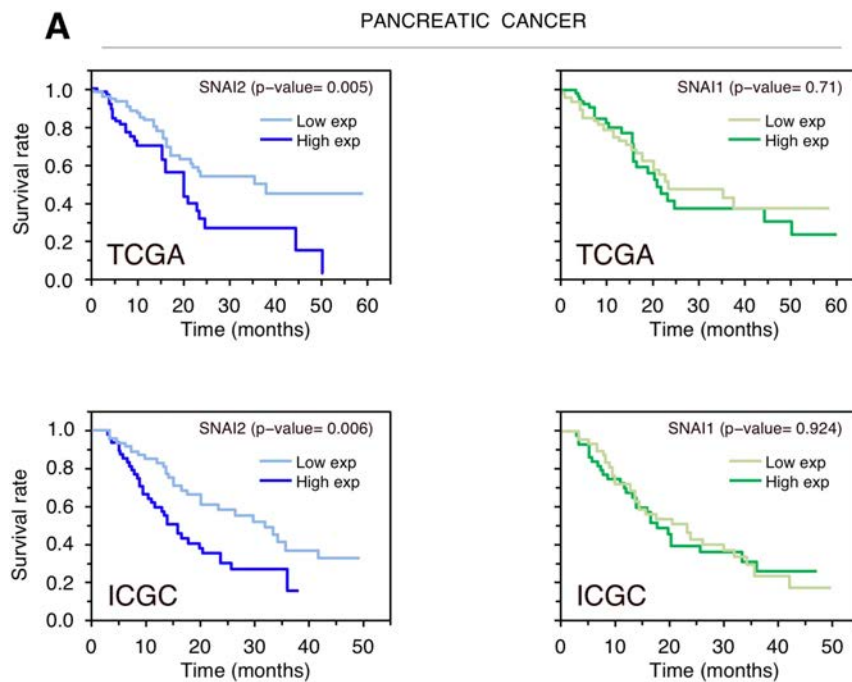 A
PANCREATIC CANCER
SNAI2 (p-value= 0.005)
Low exp
High exp
Survival rate
1.0
0.8
0.6
0.4
0.2
0.0
TCGA
0 10 20 30 40 50 60
Time (months)
SNAI1 (p-value= 0.71)
Low exp
High exp
TCGA
0 10 20 30 40 50 60
Time (months)
SNAI2 (p-value= 0.006)
Low exp
High exp
Survival rate
1.0
0.8
0.6
0.4
0.2
0.0
ICGC
0 10 20 30 40 50
Time (months)
SNAI1 (p-value= 0.924)
Low exp
High exp
ICGC
0 10 20 30 40 50
Time (months)